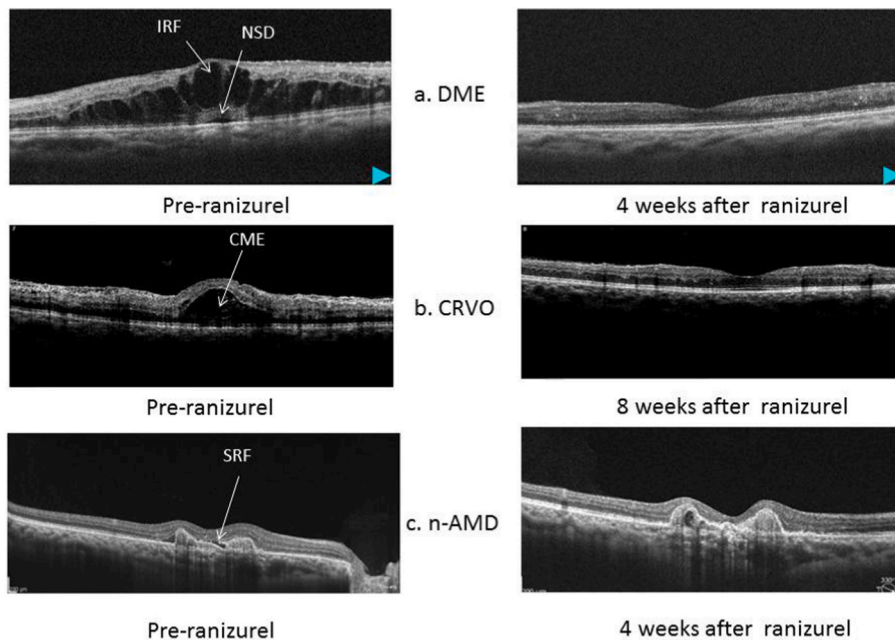 IRF
NSD
a. DME
Pre-ranizurel
4 weeks after ranizurel
CME
b. CRVO
Pre-ranizurel
8 weeks after ranizurel
SRF
c. n-AMD
Pre-ranizurel
4 weeks after ranizurel